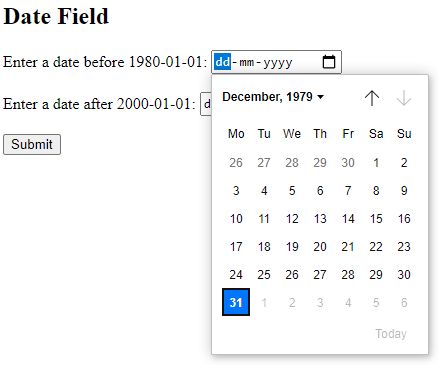 Date Field
Enter a date before 1980-01-01: dd-mm-yyyy
Enter a date after 2000-01-01: d
Submit
December, 1979
Mo Tu We Th Fr Sa Su
26 27 28 29 30 1 2
3 4 5 6 7 8 9
10 11 12 13 14 15 16
17 18 19 20 21 22 23
24 25 26 27 28 29 30
31 1 2 3 4 5 6
Today